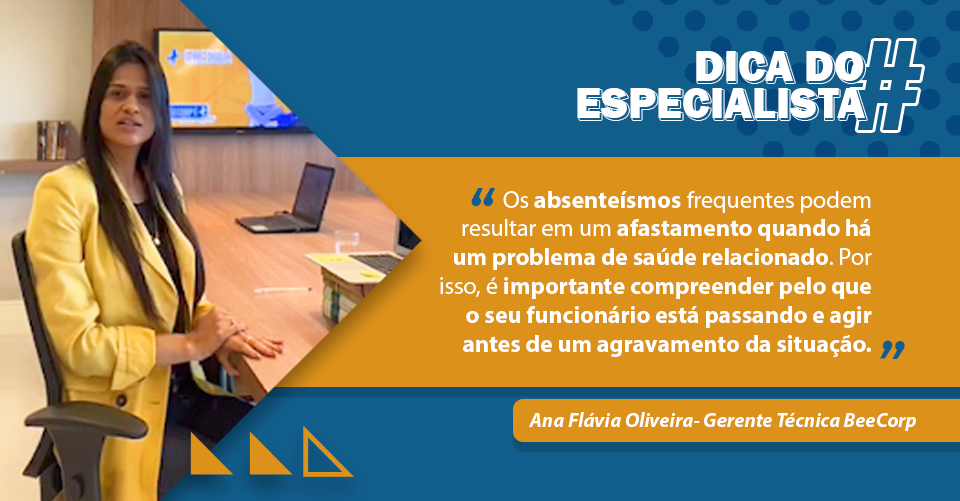 DICA DO
ESPECIALISTA
#
“ Os absenteísmos frequentes podem
resultar em um afastamento quando há
um problema de saúde relacionado. Por
isso, é importante compreender pelo que
o seu funcionário está passando e agir
antes de um agravamento da situação. ”
Ana Flávia Oliveira- Gerente Técnica BeeCorp